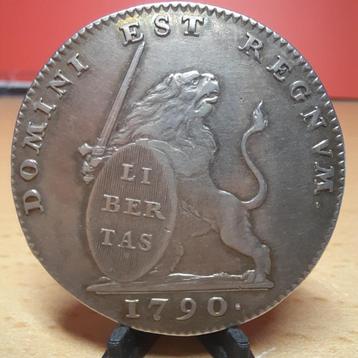 DOMINI EST REGNVM.
LI
BER
TAS
1790.